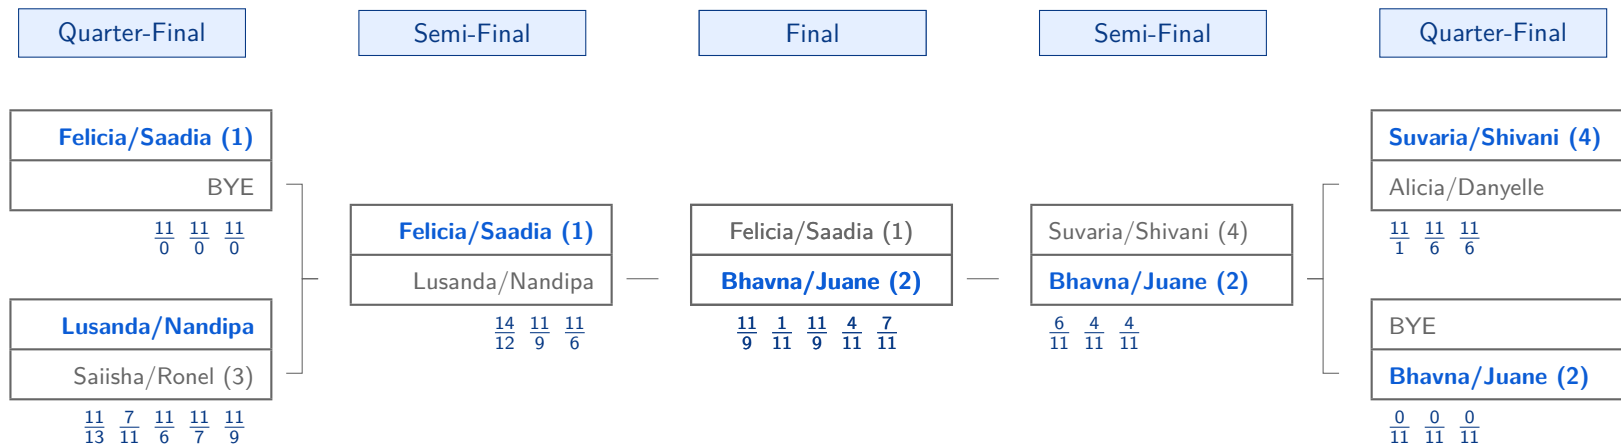 Quarter-Final Semi-Final Final Semi-Final Quarter-Final
Felicia/Saadia (1)
BYE
11 11 11
0 0 0
Lusanda/Nandipa
Saiisha/Ronel (3)
11 7 11 11 11
13 11 6 7 9
Felicia/Saadia (1)
Lusanda/Nandipa
14 11 11
12 9 6
Felicia/Saadia (1)
Bhavna/Juane (2)
11 1 11 4 7
9 11 9 11 11
Suvaria/Shivani (4)
Bhavna/Juane (2)
6 4 4
11 11 11
Suvaria/Shivani (4)
Alicia/Danyelle
11 11 11
1 6 6
BYE
Bhavna/Juane (2)
0 0 0
11 11 11